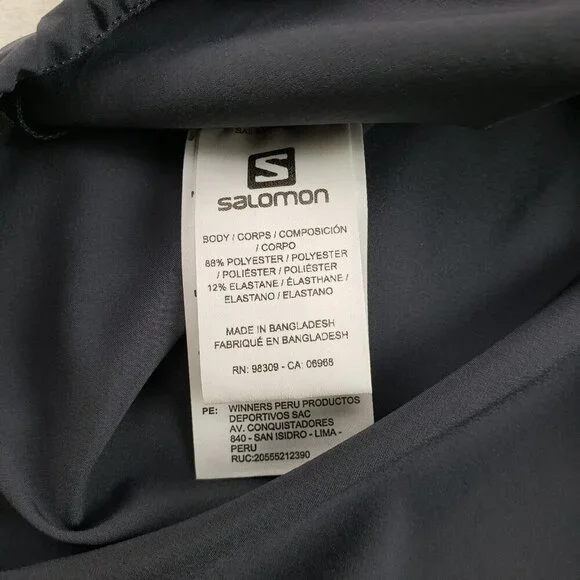 S
SALOMON
BODY / CORPS / COMPOSICIÓN
/ CORPO
88% POLYESTER / POLYESTER
/ POLIÉSTER / POLIÉSTER
12% ELASTANE / ÉLASTHANE /
ELASTANO / ELASTANO
MADE IN BANGLADESH
FABRIQUÉ EN BANGLADESH
RN: 98309 - CA: 06968
PE: WINNERS PERU PRODUCTOS
DEPORTIVOS SAC
AV. CONQUISTADORES
840 - SAN ISIDRO - LIMA -
PERU
RUC:20555212390